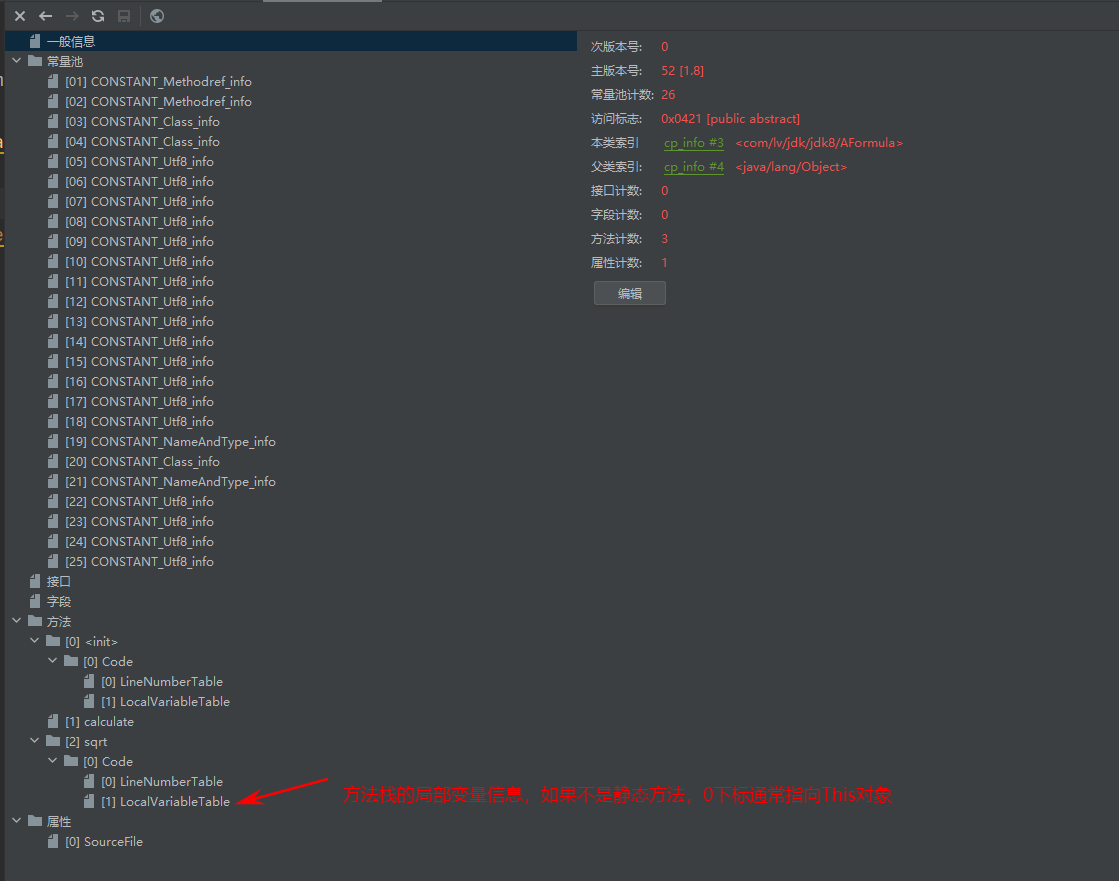 一般信息
常量池
[01] CONSTANT_Methodref_info
[02] CONSTANT_Methodref_info
[03] CONSTANT_Class_info
[04] CONSTANT_Class_info
[05] CONSTANT_Utf8_info
[06] CONSTANT_Utf8_info
[07] CONSTANT_Utf8_info
[08] CONSTANT_Utf8_info
[09] CONSTANT_Utf8_info
[10] CONSTANT_Utf8_info
[11] CONSTANT_Utf8_info
[12] CONSTANT_Utf8_info
[13] CONSTANT_Utf8_info
[14] CONSTANT_Utf8_info
[15] CONSTANT_Utf8_info
[16] CONSTANT_Utf8_info
[17] CONSTANT_Utf8_info
[18] CONSTANT_Utf8_info
[19] CONSTANT_NameAndType_info
[20] CONSTANT_Class_info
[21] CONSTANT_NameAndType_info
[22] CONSTANT_Utf8_info
[23] CONSTANT_Utf8_info
[24] CONSTANT_Utf8_info
[25] CONSTANT_Utf8_info
接口
字段
方法
[0] <init>
[0] Code
[0] LineNumberTable
[1] LocalVariableTable
[1] calculate
[2] sqrt
[0] Code
[0] LineNumberTable
[1] LocalVariableTable
方法栈的局部变量信息，如果不是静态方法，0下标通常指向This对象
属性
[0] SourceFile
次版本号: 0
主版本号: 52 [1.8]
常量池计数: 26
访问标志: 0x0421 [public abstract]
本类索引 cp_info #3 <com/lv/jdk/jdk8/AFormula>
父类索引: cp_info #4 <java/lang/Object>
接口计数: 0
字段计数: 0
方法计数: 3
属性计数: 1
编辑